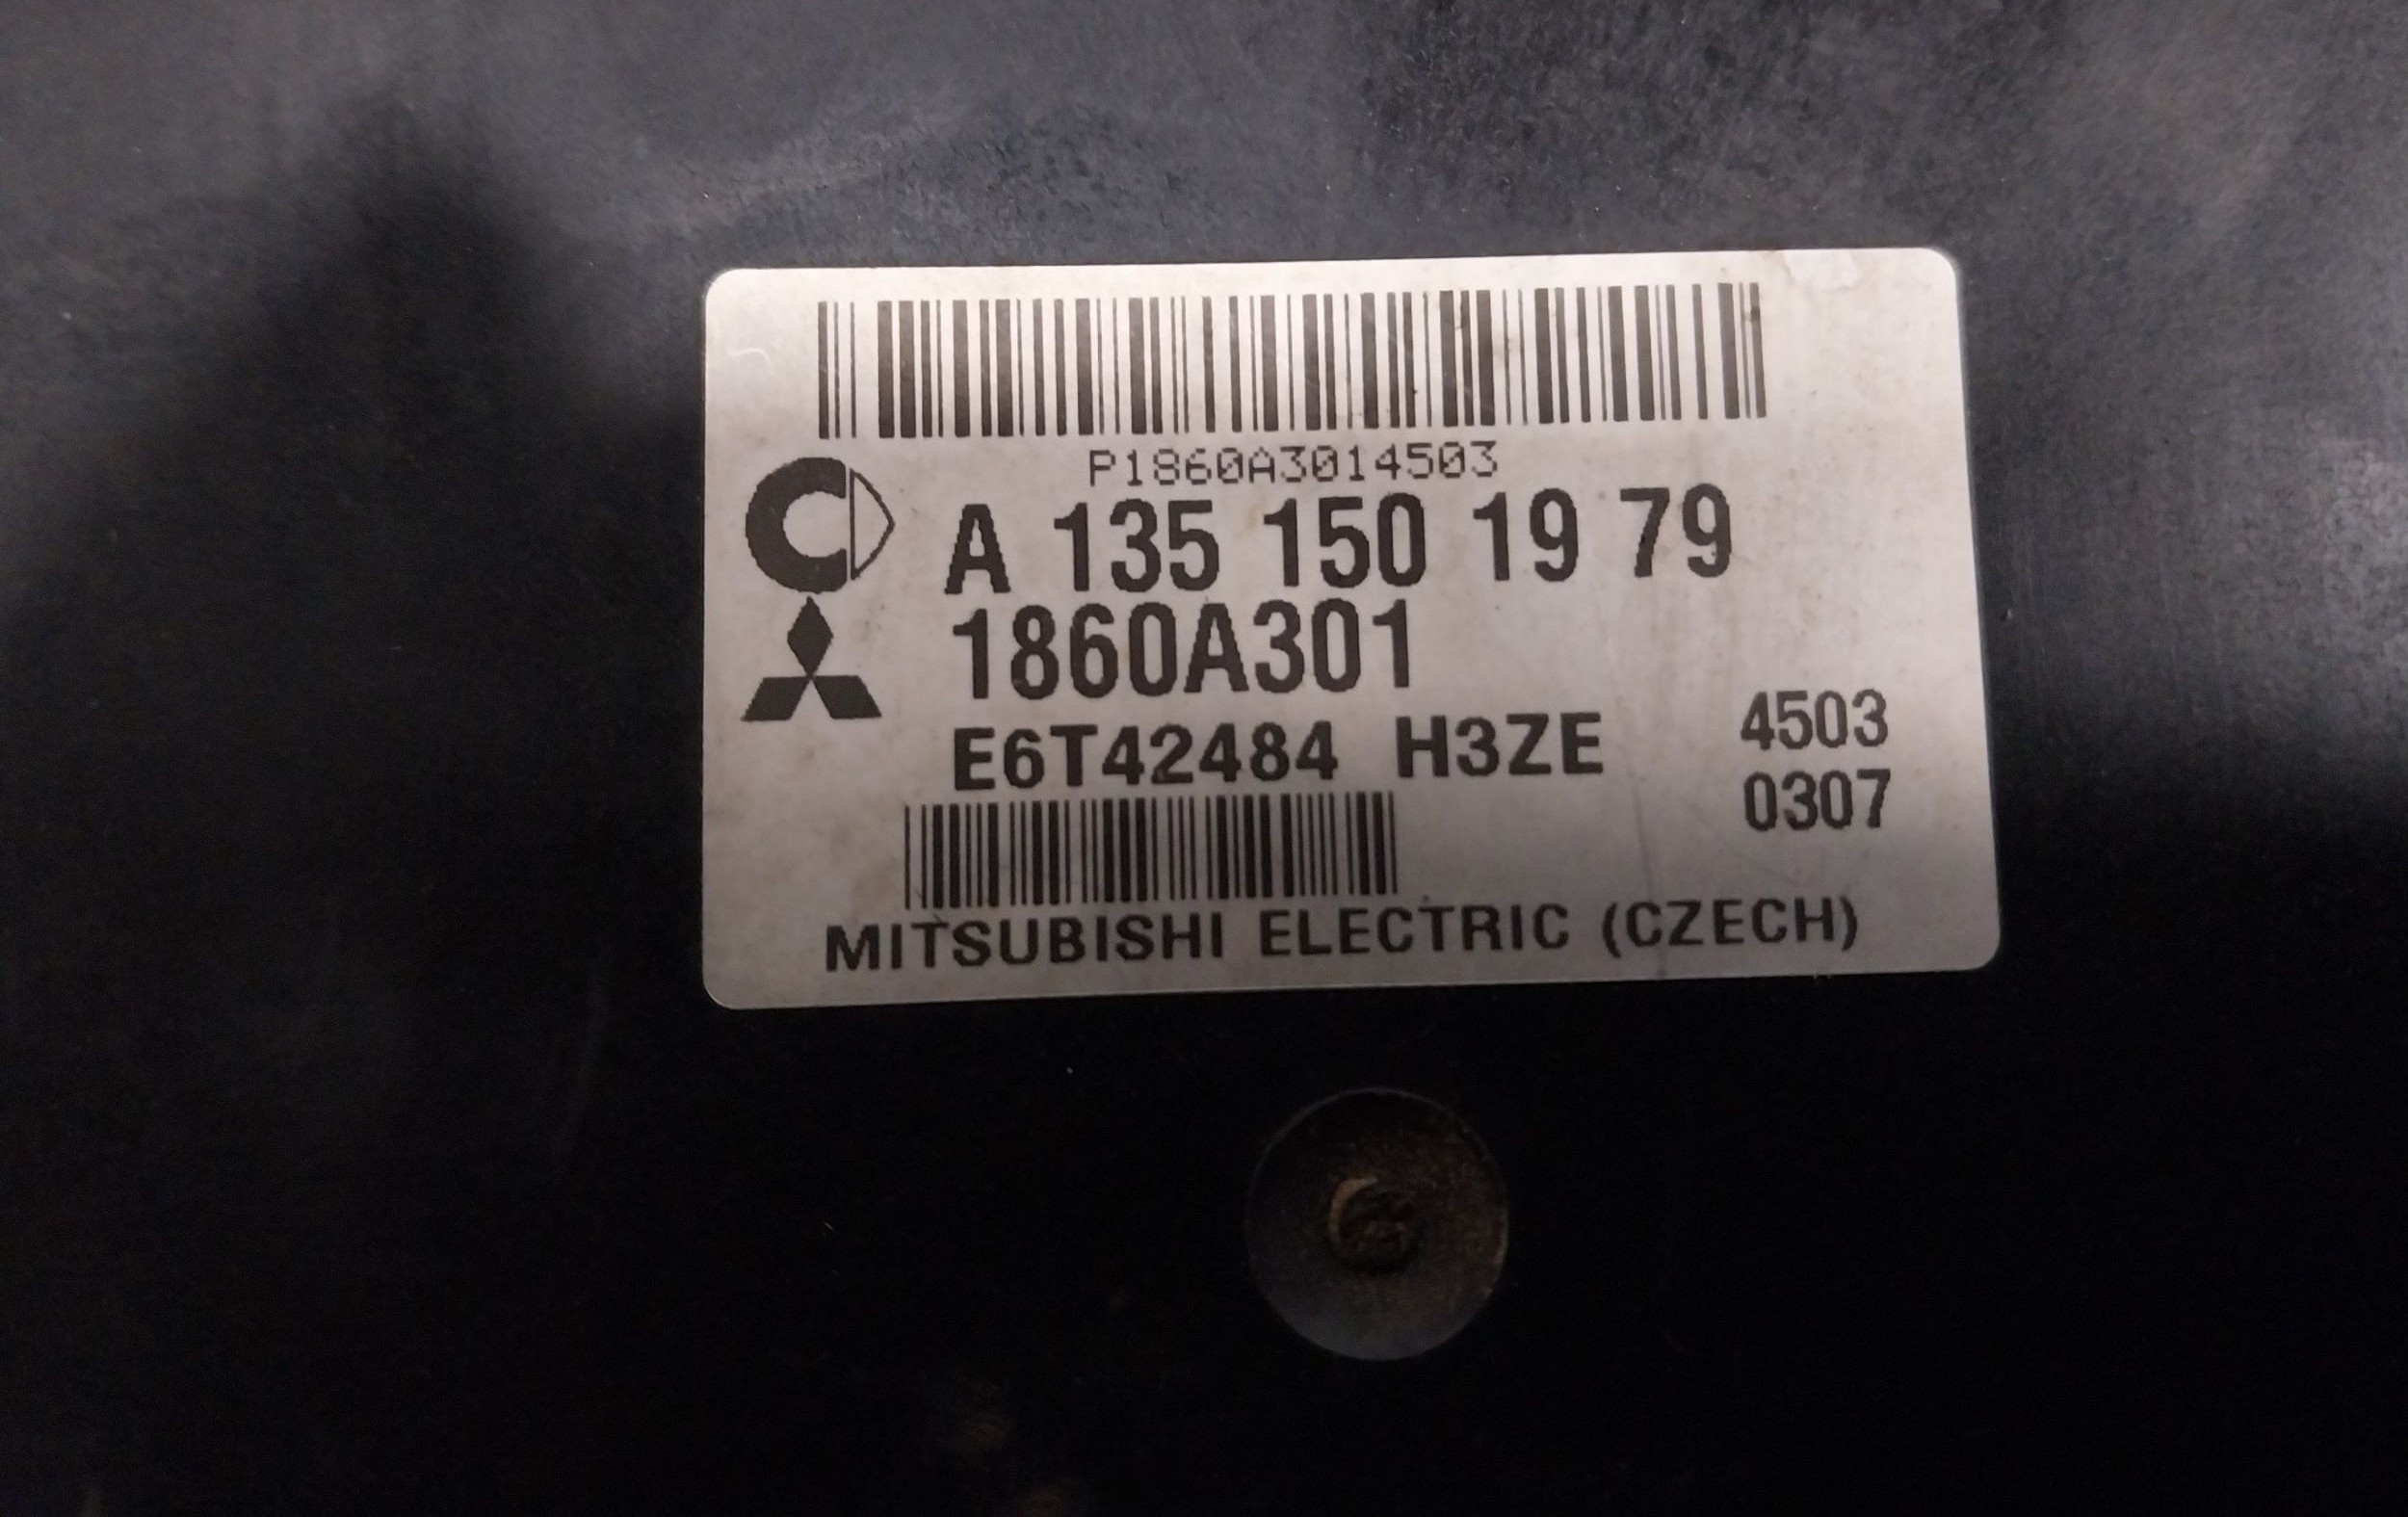 P1860A3014503
A 135 150 19 79
1860A301
E6T42484 H3ZE 4503
0307
MITSUBISHI ELECTRIC (CZECH)